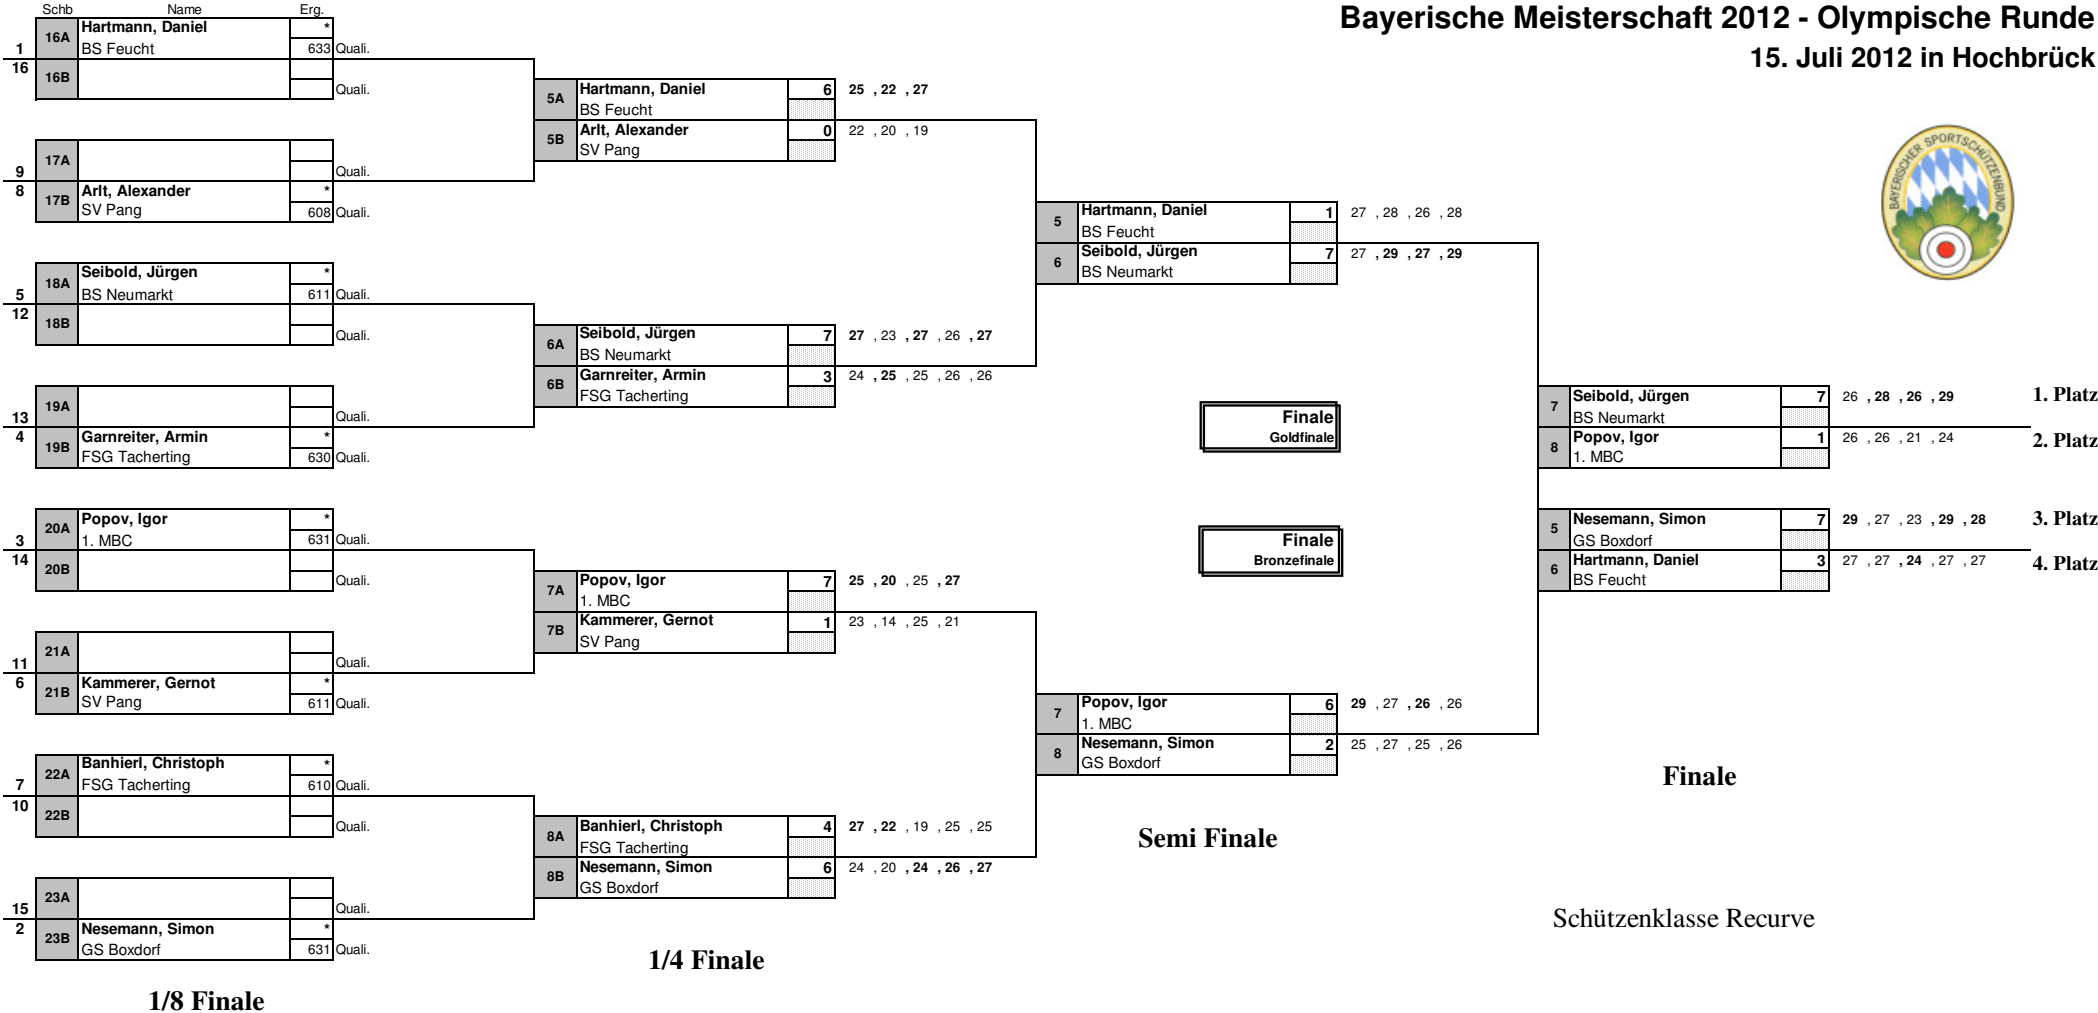 Bayerische Meisterschaft 2012 - Olympische Runde
15. Juli 2012 in Hochbrück
BAYERISCHER SPORTSCHÜTZENBUND
Schb Name Erg.
16A Hartmann, Daniel *
1 BS Feucht 633 Quali.
16 16B
Quali.
17A
9 Quali.
8 17B Arlt, Alexander *
SV Pang 608 Quali.
18A Seibold, Jürgen *
5 BS Neumarkt 611 Quali.
12 18B
Quali.
19A
13 Quali.
4 19B Garnreiter, Armin *
FSG Tacherting 630 Quali.
20A Popov, Igor *
3 1. MBC 631 Quali.
14 20B
Quali.
21A
11 Quali.
6 21B Kammerer, Gernot *
SV Pang 611 Quali.
22A Banhierl, Christoph *
7 FSG Tacherting 610 Quali.
10 22B
Quali.
23A
15 Quali.
2 23B Nesemann, Simon *
GS Boxdorf 631 Quali.
1/8 Finale
5A Hartmann, Daniel 6 25 , 22 , 27
BS Feucht
5B Arlt, Alexander 0 22 , 20 , 19
SV Pang
6A Seibold, Jürgen 7 27 , 23 , 27 , 26 , 27
BS Neumarkt
6B Garnreiter, Armin 3 24 , 25 , 25 , 26 , 26
FSG Tacherting
7A Popov, Igor 7 25 , 20 , 25 , 27
1. MBC
7B Kammerer, Gernot 1 23 , 14 , 25 , 21
SV Pang
8A Banhierl, Christoph 4 27 , 22 , 19 , 25 , 25
FSG Tacherting
8B Nesemann, Simon 6 24 , 20 , 24 , 26 , 27
GS Boxdorf
1/4 Finale
5 Hartmann, Daniel 1 27 , 28 , 26 , 28
BS Feucht
6 Seibold, Jürgen 7 27 , 29 , 27 , 29
BS Neumarkt
7 Popov, Igor 6 29 , 27 , 26 , 26
1. MBC
8 Nesemann, Simon 2 25 , 27 , 25 , 26
GS Boxdorf
Semi Finale
Finale
Goldfinale
7 Seibold, Jürgen 7 26 , 28 , 26 , 29 1. Platz
BS Neumarkt
8 Popov, Igor 1 26 , 26 , 21 , 24 2. Platz
1. MBC
Finale
Bronzefinale
5 Nesemann, Simon 7 29 , 27 , 23 , 29 , 28 3. Platz
GS Boxdorf
6 Hartmann, Daniel 3 27 , 27 , 24 , 27 , 27 4. Platz
BS Feucht
Finale
Schützenklasse Recurve